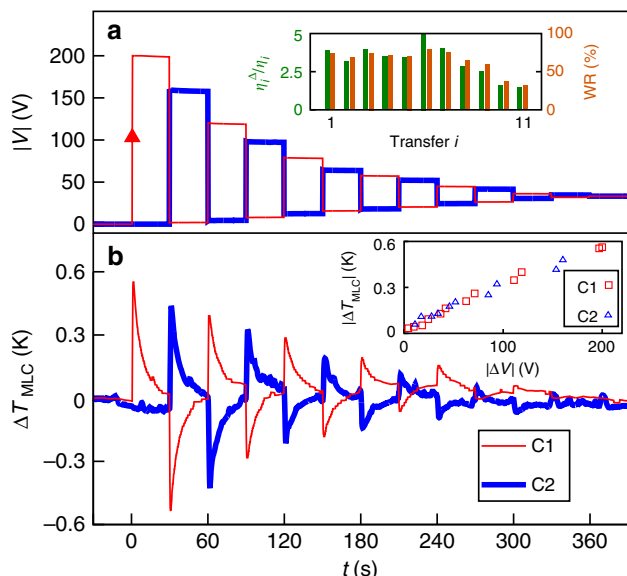 a
200
150
100
50
0
|V| (V)
5
2.5
0
ηᵢ^Δ/ηᵢ
100
50
0
WR (%)
1
11
Transfer i
b
0.6
0.3
0
–0.3
–0.6
ΔT_MLC (K)
0.6
0.3
0
|ΔT_MLC| (K)
0
100
200
|ΔV| (V)
C1
C2
C1
C2
0
60
120
180
240
300
360
t (s)